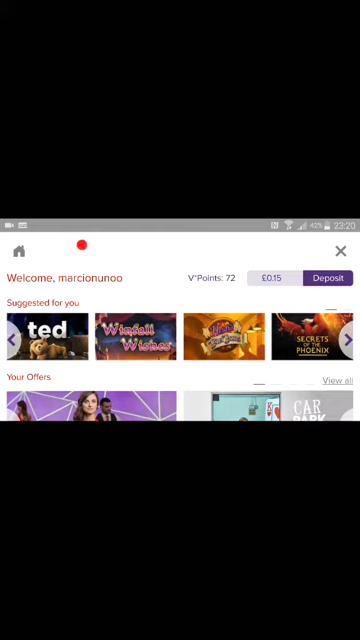 42% 23:20
Welcome, marcionunoo
V*Points: 72
£0.15
Deposit
Suggested for you
ted
Winfall Wishes
SECRETS OF THE PHOENIX
Your Offers
View all
CAR
PARK